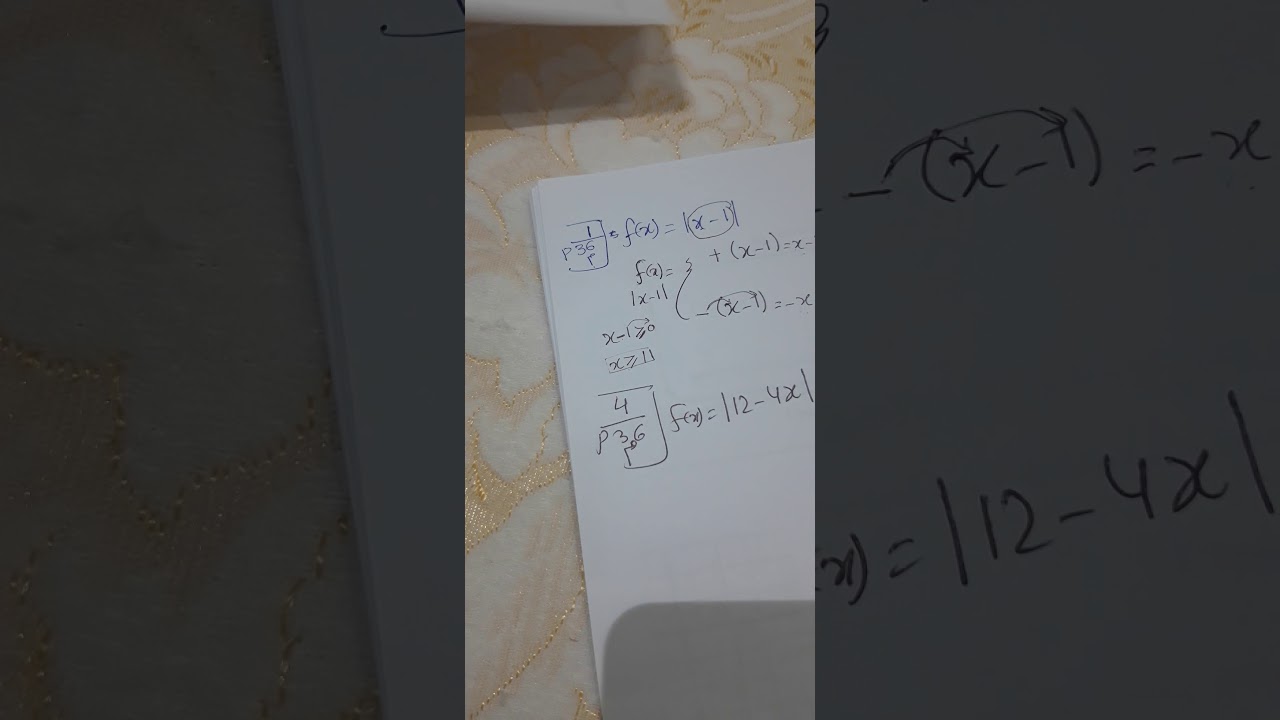 1 f(x) = |x-1|
P 36
f(x) = { + (x-1) = x-
|x-1| - (x-1) = -x
x-1 ≥ 0
x ≥ 1
4 f(x) = |12-4x|
P 36